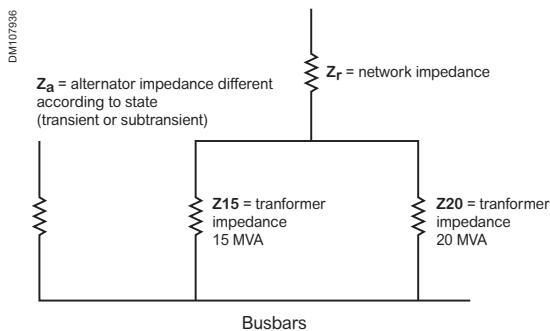 DM107936
Za = alternator impedance different
according to state
(transient or subtransient)
Zr = network impedance
Z15 = tranformer
impedance
15 MVA
Z20 = tranformer
impedance
20 MVA
Busbars